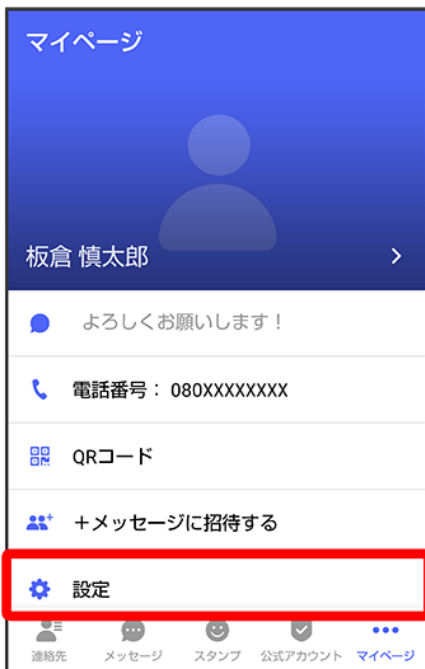 マイページ
板倉 慎太郎
よろしくお願いします！
電話番号： 080XXXXXXXX
QRコード
＋メッセージに招待する
設定
連絡先 メッセージ スタンプ 公式アカウント マイページ